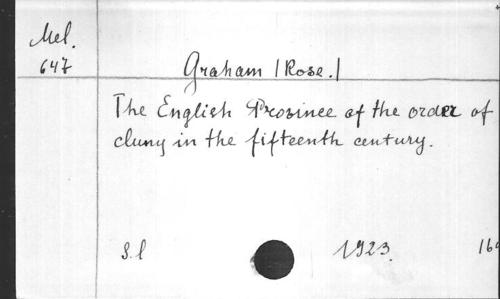 Mel.
647
Graham (Rose.)
The English Province of the order of
cluny in the fifteenth century.
S.l
1923.